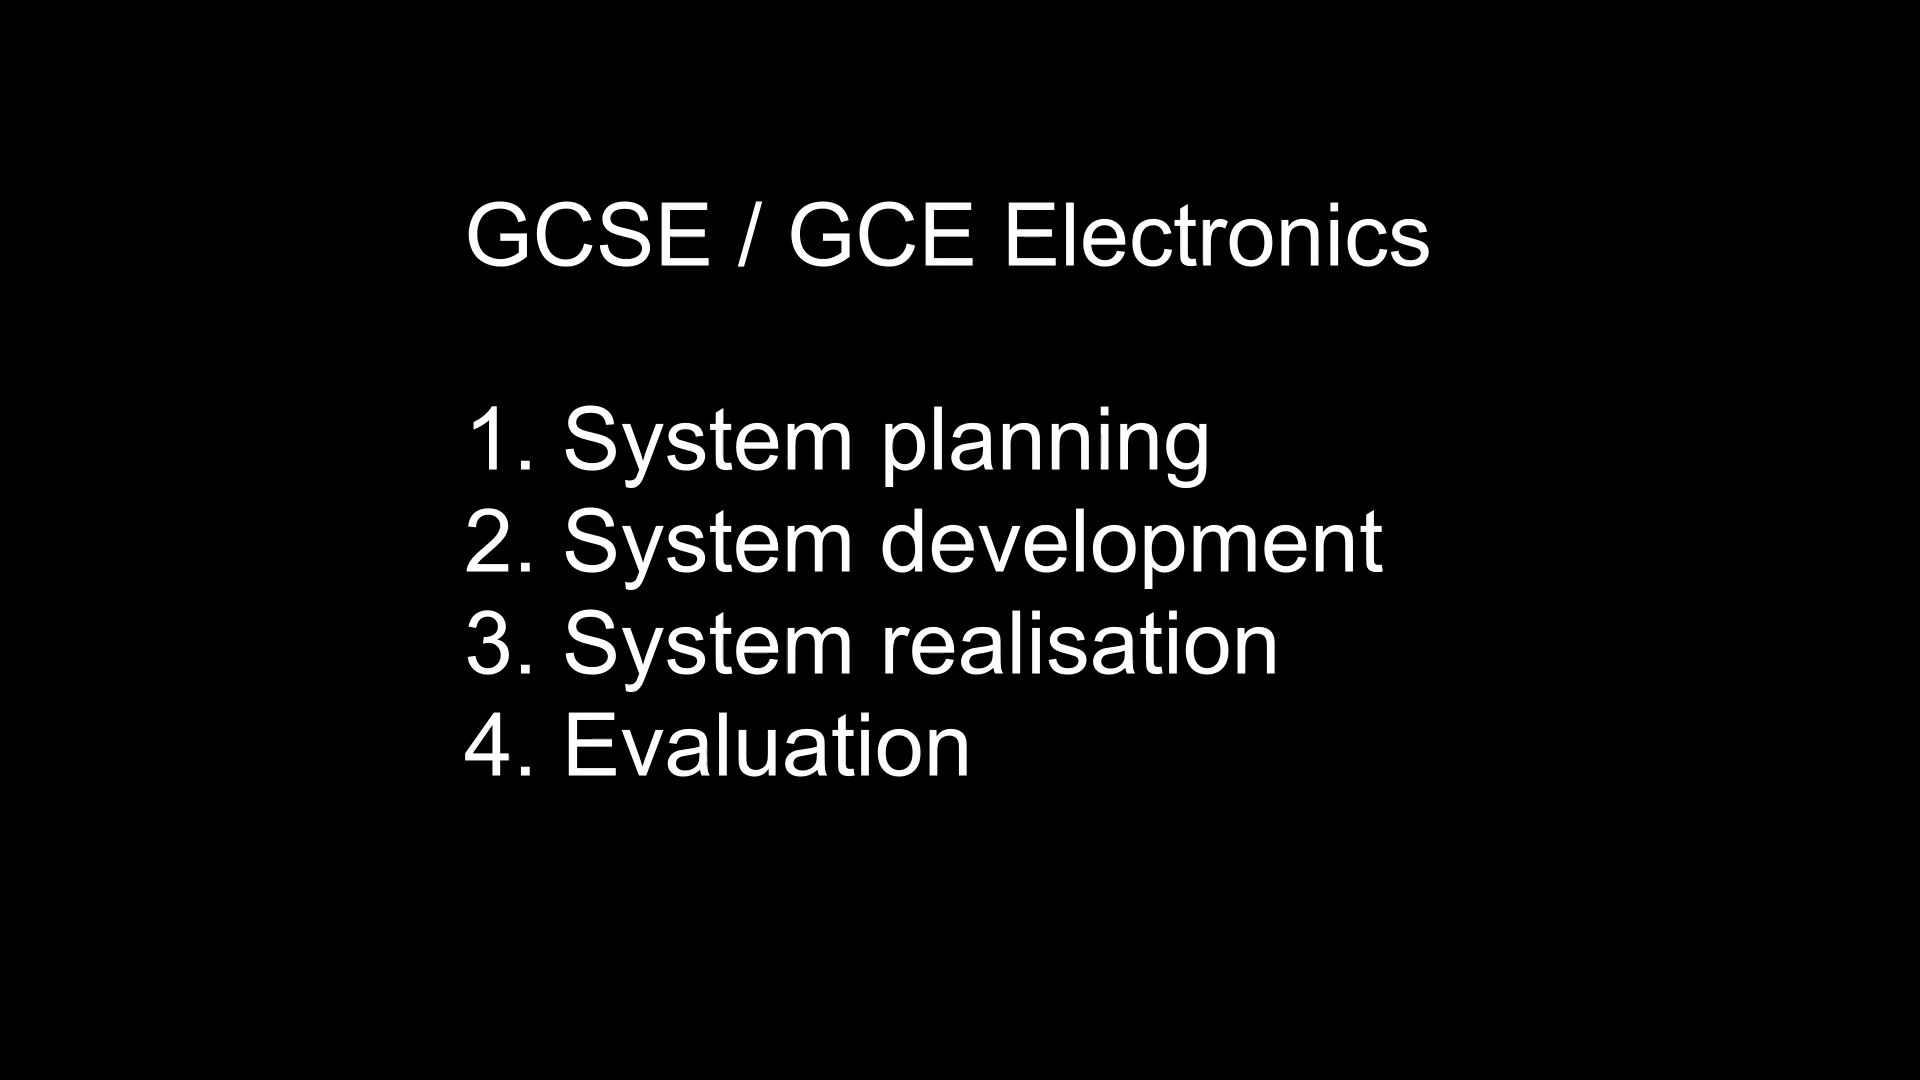 GCSE / GCE Electronics
1. System planning
2. System development
3. System realisation
4. Evaluation